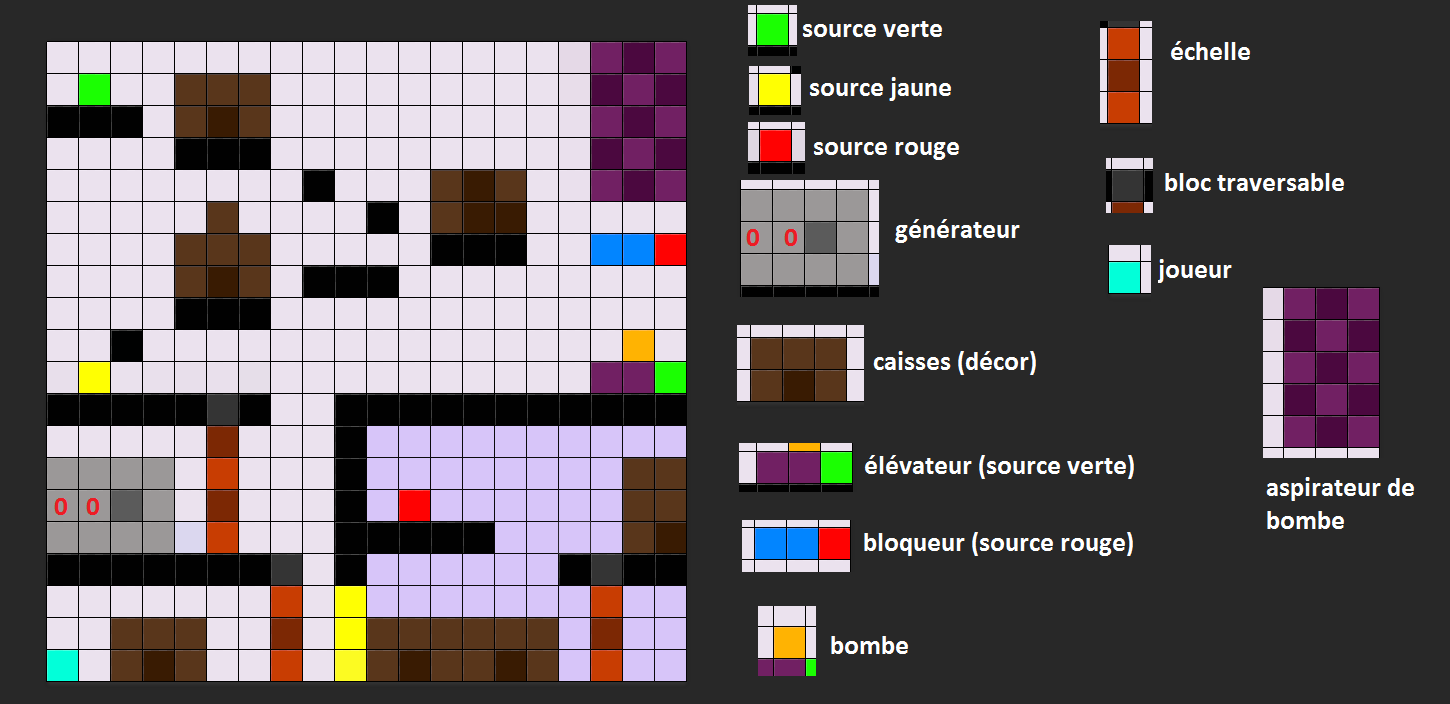 source verte
source jaune
source rouge
0 0
générateur
caisses (décor)
élévateur (source verte)
bloqueur (source rouge)
bombe
échelle
bloc traversable
joueur
aspirateur de
bombe
0 0